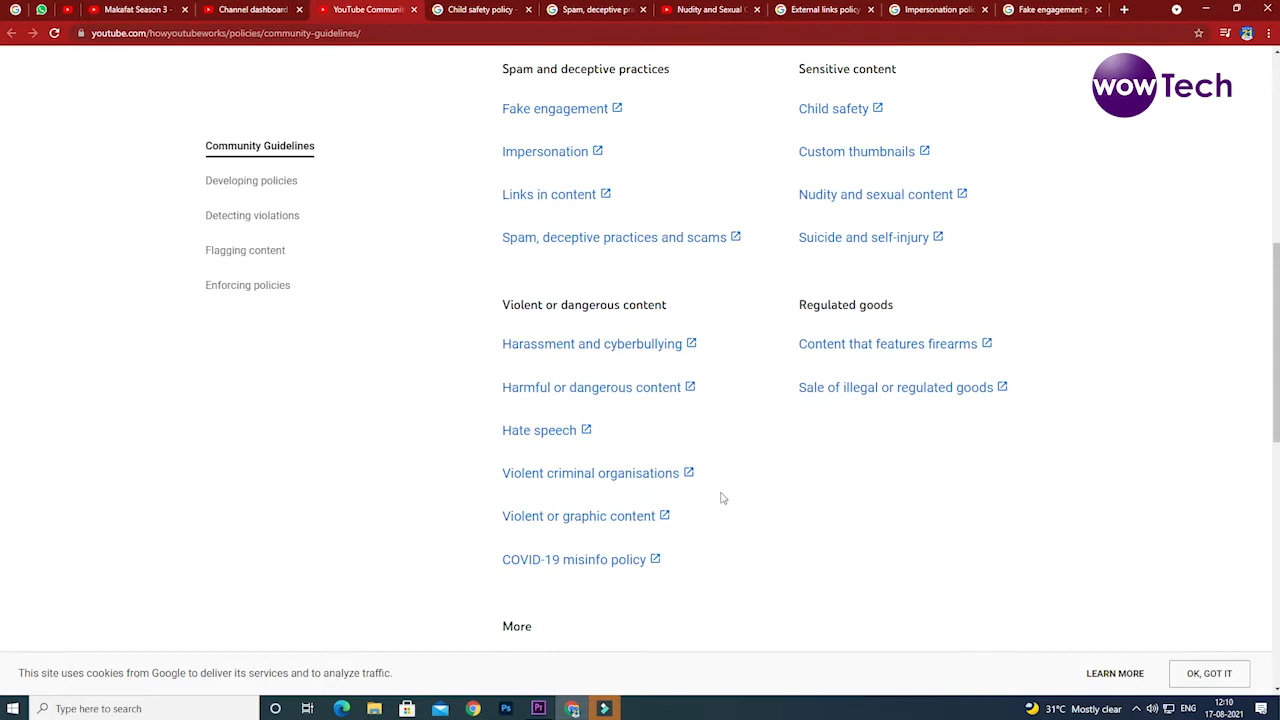 Makafat Season 3 -
Channel dashboard
YouTube Communi
Child safety policy -
Spam, deceptive pra
Nudity and Sexual C
External links policy
Impersonation poli
Fake engagement p
youtube.com/howyoutubeworks/policies/community-guidelines/
wowTech
Community Guidelines
Developing policies
Detecting violations
Flagging content
Enforcing policies
Spam and deceptive practices
Fake engagement
Impersonation
Links in content
Spam, deceptive practices and scams
Sensitive content
Child safety
Custom thumbnails
Nudity and sexual content
Suicide and self-injury
Violent or dangerous content
Harassment and cyberbullying
Harmful or dangerous content
Hate speech
Violent criminal organisations
Violent or graphic content
COVID-19 misinfo policy
Regulated goods
Content that features firearms
Sale of illegal or regulated goods
More
This site uses cookies from Google to deliver its services and to analyze traffic.
LEARN MORE
OK, GOT IT
Type here to search
31°C Mostly clear
ENG
12:10
17-08-2021